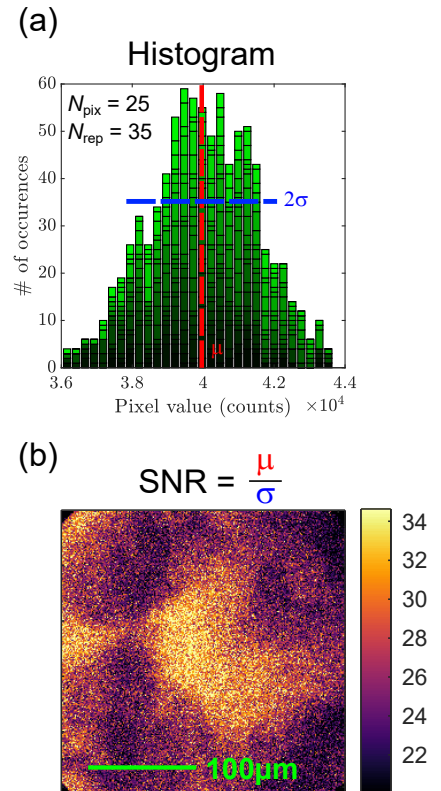 (a)
Histogram
N_pix = 25
N_rep = 35
60
50
40
30
20
10
0
# of occurences
2σ
μ
3.6 3.8 4 4.2 4.4
Pixel value (counts) ×10^4
(b)
SNR = μ/σ
34
32
30
28
26
24
22
100μm